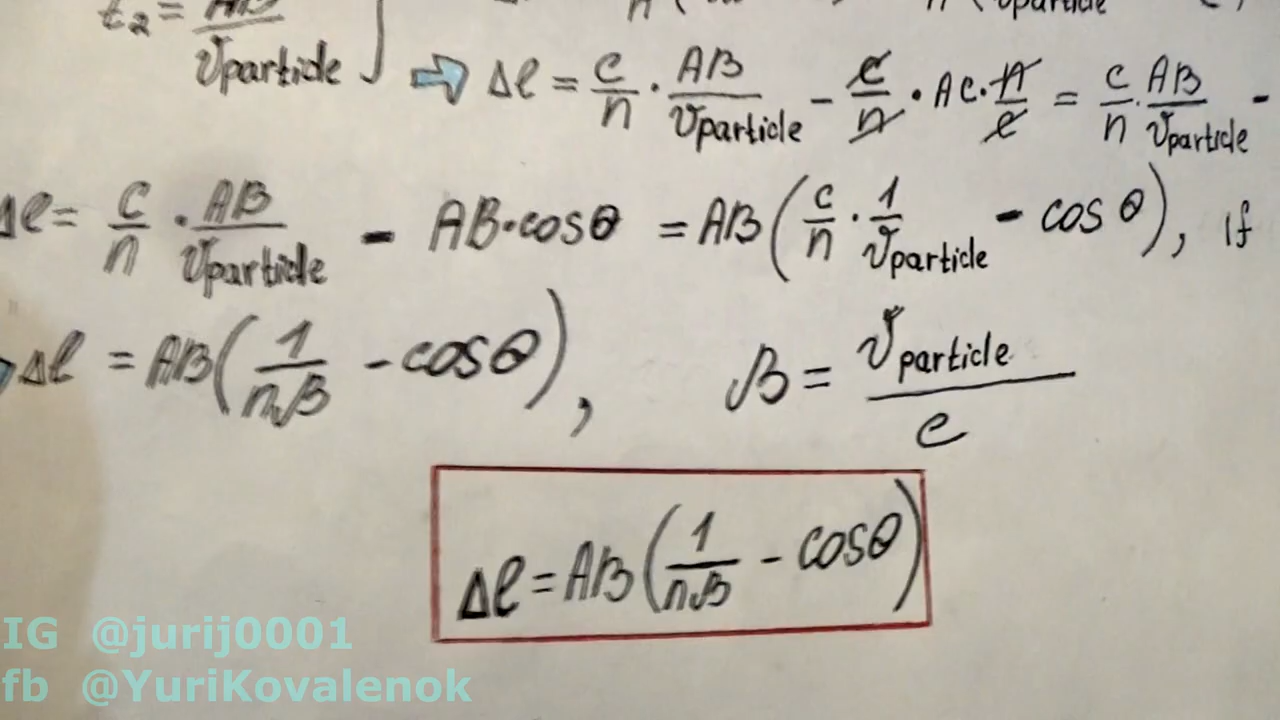 t₂ = AB/υparticle
⇒ Δℓ = c/n · AB/υparticle - c/n · AC · n/c = c/n · AB/υparticle -
Δℓ = c/n · AB/υparticle - AB·cosθ = AB(c/n · 1/υparticle - cosθ), if
Δℓ = AB(1/nβ - cosθ), β = υparticle/c
Δℓ = AB(1/nβ - cosθ)
IG @jurij0001
fb @YuriKovalenok